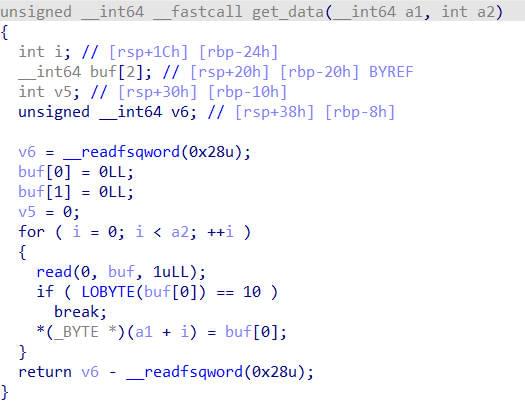 unsigned __int64 __fastcall get_data(__int64 a1, int a2)
{
  int i; // [rsp+1Ch] [rbp-24h]
  __int64 buf[2]; // [rsp+20h] [rbp-20h] BYREF
  int v5; // [rsp+30h] [rbp-10h]
  unsigned __int64 v6; // [rsp+38h] [rbp-8h]

  v6 = __readfsqword(0x28u);
  buf[0] = 0LL;
  buf[1] = 0LL;
  v5 = 0;
  for ( i = 0; i < a2; ++i )
  {
    read(0, buf, 1uLL);
    if ( LOBYTE(buf[0]) == 10 )
      break;
    *(_BYTE *)(a1 + i) = buf[0];
  }
  return v6 - __readfsqword(0x28u);
}